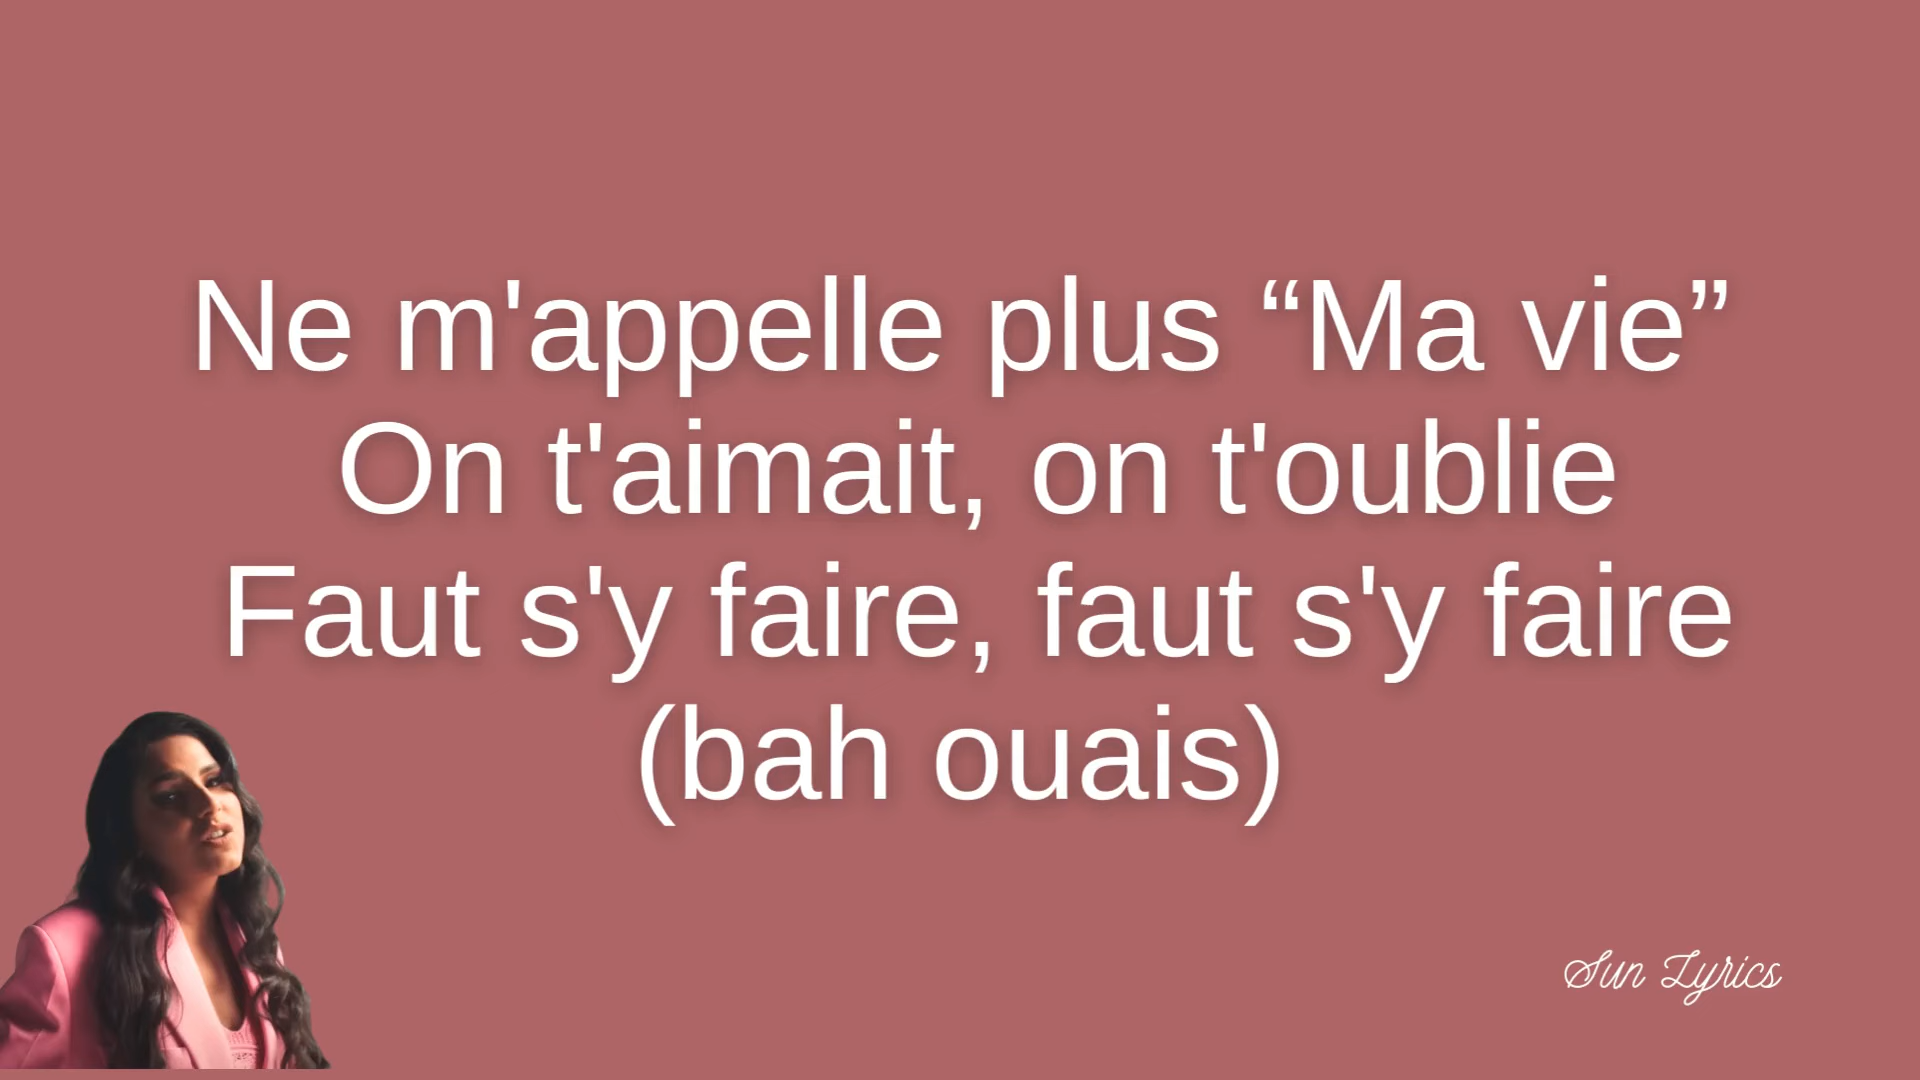 Ne m'appelle plus “Ma vie”
On t'aimait, on t'oublie
Faut s'y faire, faut s'y faire
(bah ouais)
Sun Lyrics